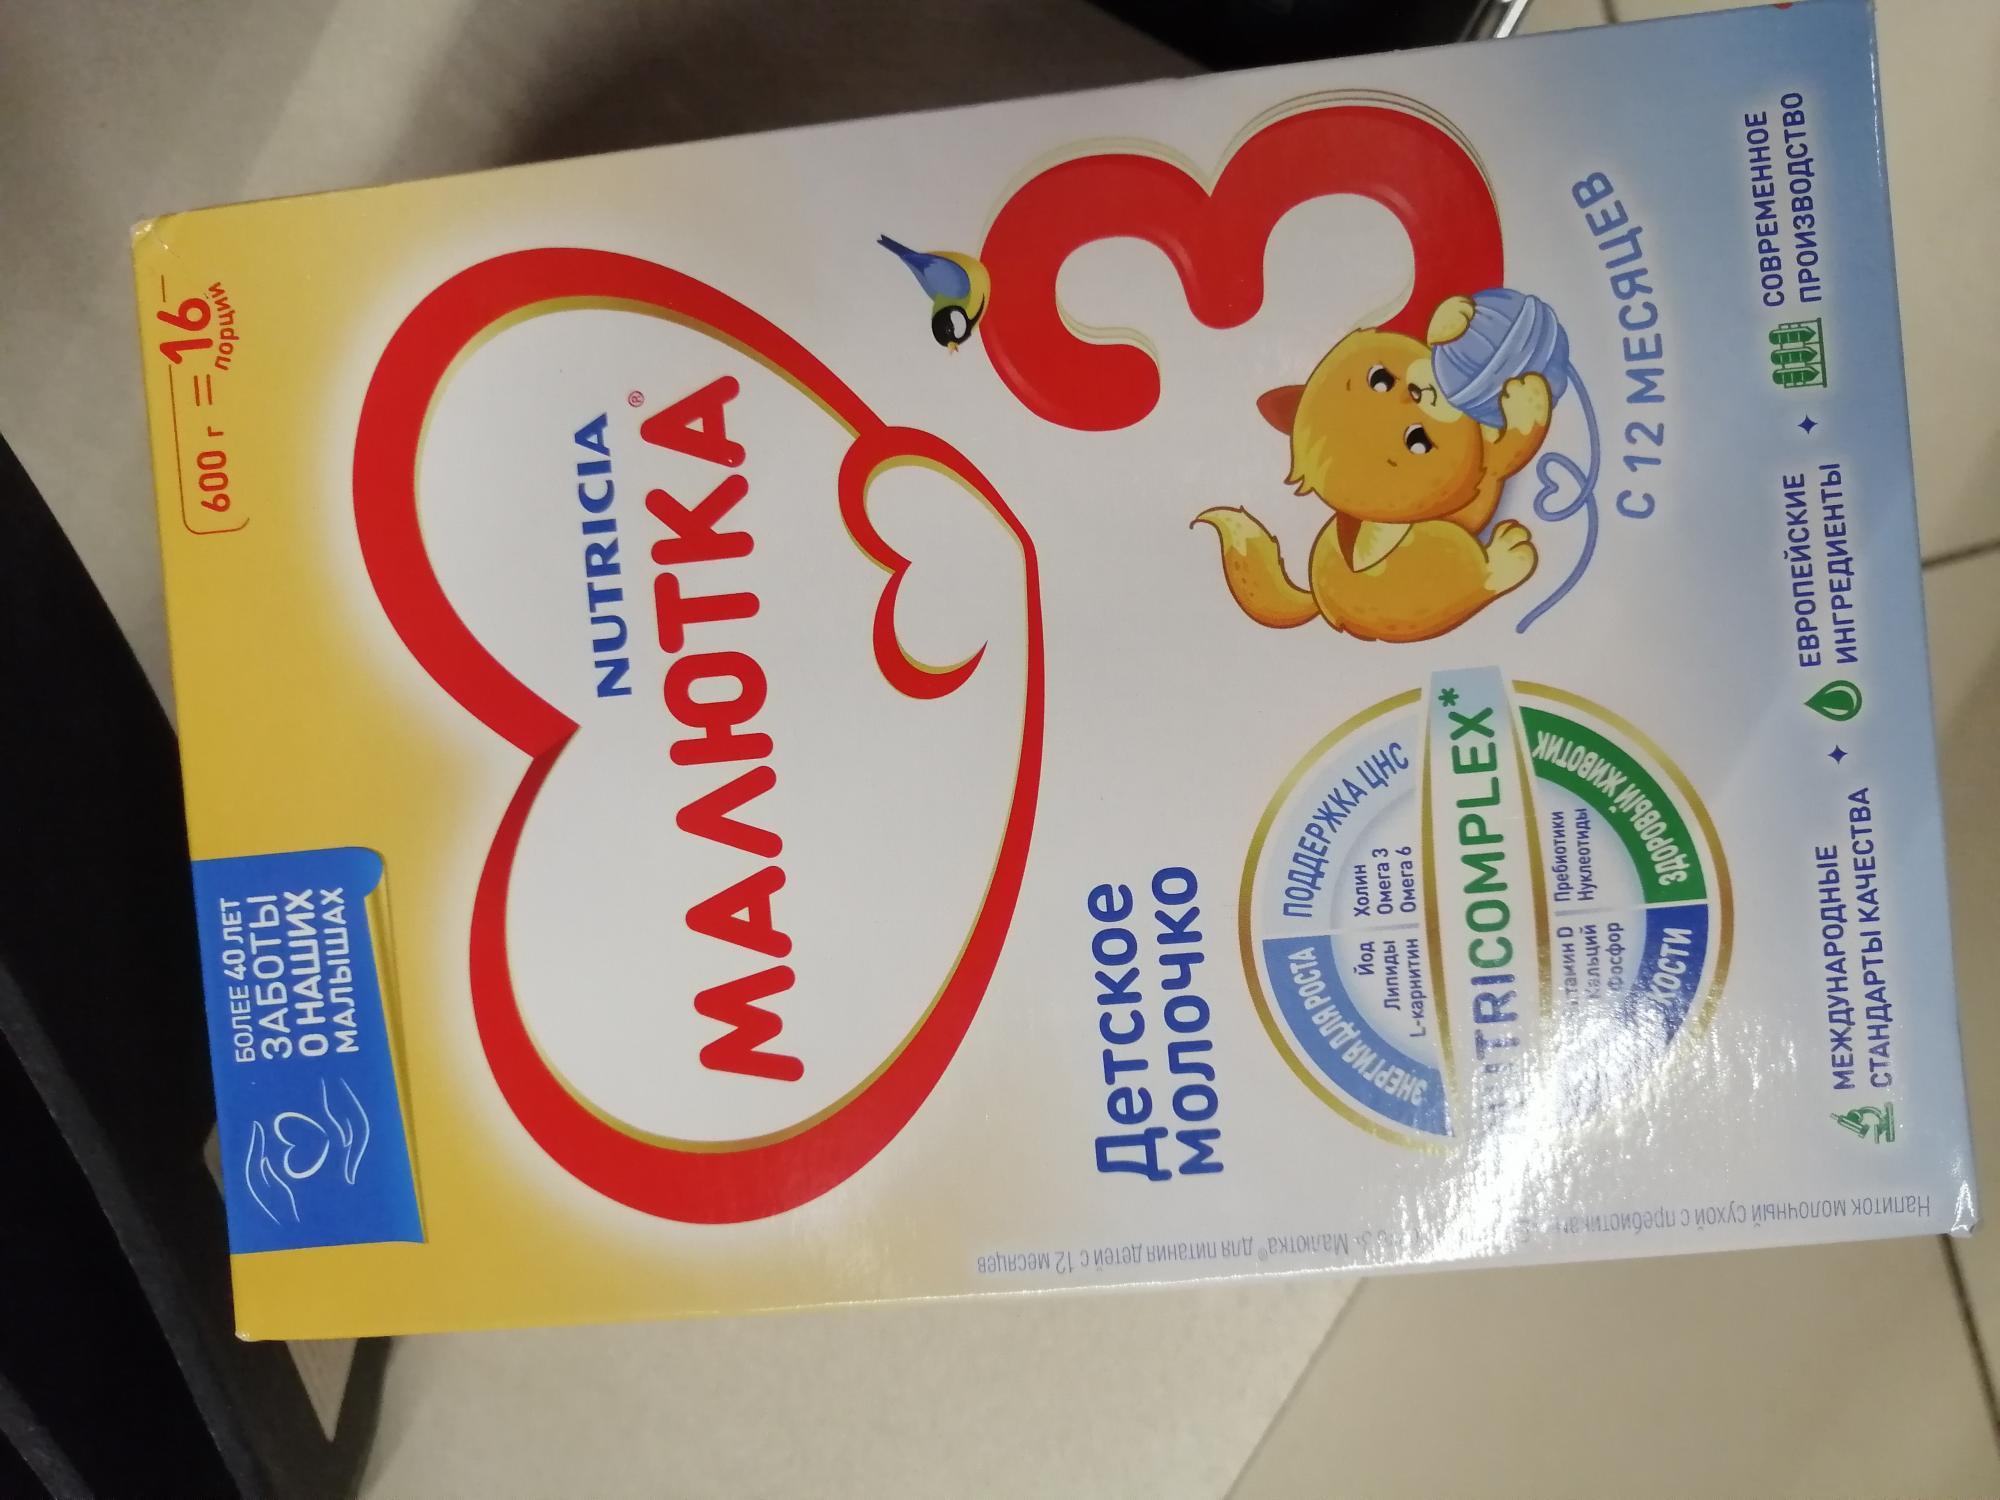 600 г = 16
порций
БОЛЕЕ 40 ЛЕТ
ЗАБОТЫ
О НАШИХ
МАЛЫШАХ
NUTRICIA
МАЛЮТКА®
3
Детское
молочко
С 12 МЕСЯЦЕВ
ЭНЕРГИЯ ДЛЯ РОСТА
ПОДДЕРЖКА ЦНС
Йод
Липиды
L-карнитин
Холин
Омега 3
Омега 6
NUTRICOMPLEX*
Витамин D
Кальций
Фосфор
Пребиотики
Нуклеотиды
КОСТИ
ЗДОРОВЫЙ ЖИВОТИК
МЕЖДУНАРОДНЫЕ
СТАНДАРТЫ КАЧЕСТВА
ЕВРОПЕЙСКИЕ
ИНГРЕДИЕНТЫ
СОВРЕМЕННОЕ
ПРОИЗВОДСТВО
Напиток молочный сухой с пребиотиками 3» Малютка® для питания детей с 12 месяцев